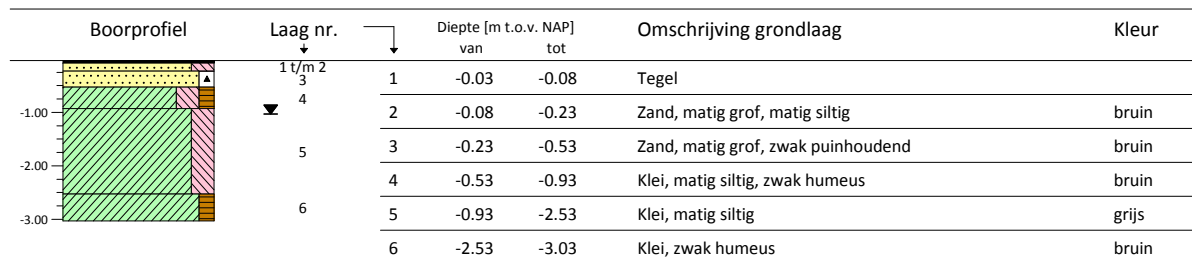 Boorprofiel Laag nr. Diepte [m t.o.v. NAP] Omschrijving grondlaag Kleur
van tot
1 t/m 2
3
4
5
6
-1.00
-2.00
-3.00
1 -0.03 -0.08 Tegel
2 -0.08 -0.23 Zand, matig grof, matig siltig bruin
3 -0.23 -0.53 Zand, matig grof, zwak puinhoudend bruin
4 -0.53 -0.93 Klei, matig siltig, zwak humeus bruin
5 -0.93 -2.53 Klei, matig siltig grijs
6 -2.53 -3.03 Klei, zwak humeus bruin